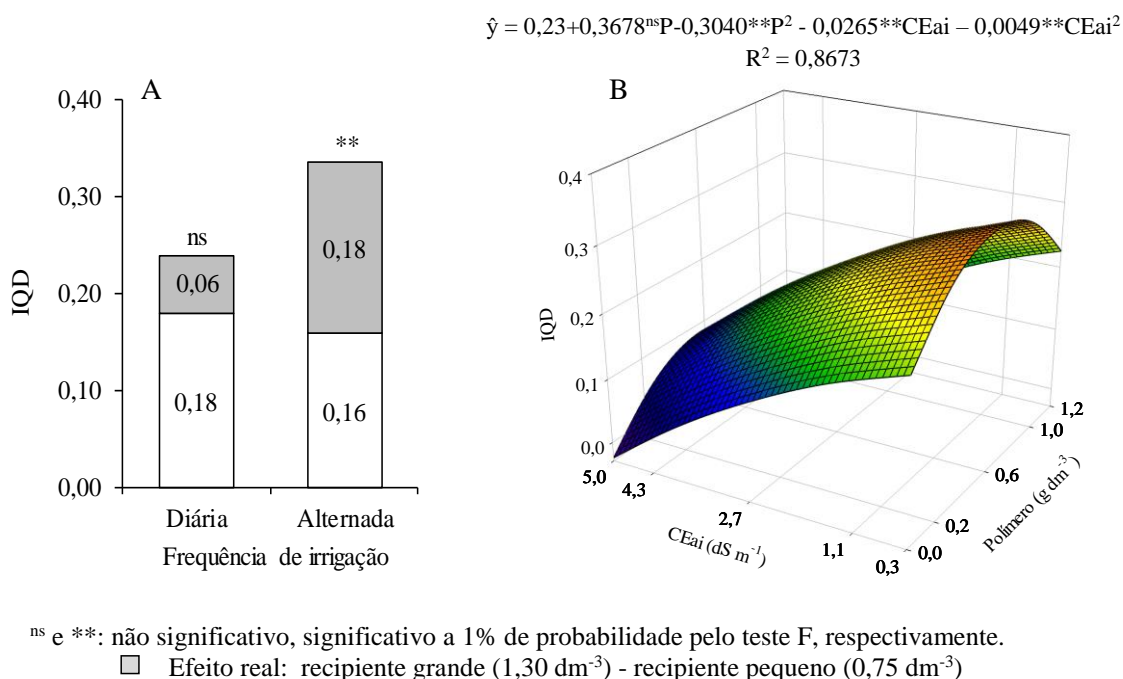 ŷ = 0,23+0,3678ⁿˢP-0,3040**P² - 0,0265**CEai – 0,0049**CEai²
R² = 0,8673
A
B
IQD
0,40
0,30
0,20
0,10
0,00
ns
0,06
0,18
**
0,18
0,16
Diária
Alternada
Frequência de irrigação
IQD
0,4
0,3
0,2
0,1
0,0
5,0
4,3
2,7
1,1
0,3
CEai (dS m⁻¹)
0,0
0,2
0,6
1,0
1,2
Polímero (g dm⁻³)
ⁿˢ e **: não significativo, significativo a 1% de probabilidade pelo teste F, respectivamente.
Efeito real: recipiente grande (1,30 dm⁻³) - recipiente pequeno (0,75 dm⁻³)